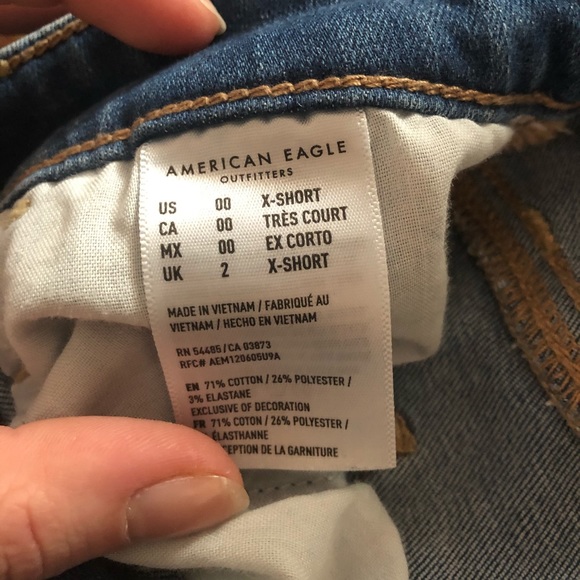 AMERICAN EAGLE
OUTFITTERS
US 00 X-SHORT
CA 00 TRÈS COURT
MX 00 EX CORTO
UK 2 X-SHORT
MADE IN VIETNAM / FABRIQUÉ AU
VIETNAM / HECHO EN VIETNAM
RN 54485 / CA 03873
RFC# AEM120605U9A
EN 71% COTTON / 26% POLYESTER /
3% ELASTANE
EXCLUSIVE OF DECORATION
FR 71% COTON / 26% POLYESTER /
ÉLASTHANNE
CEPTION DE LA GARNITURE